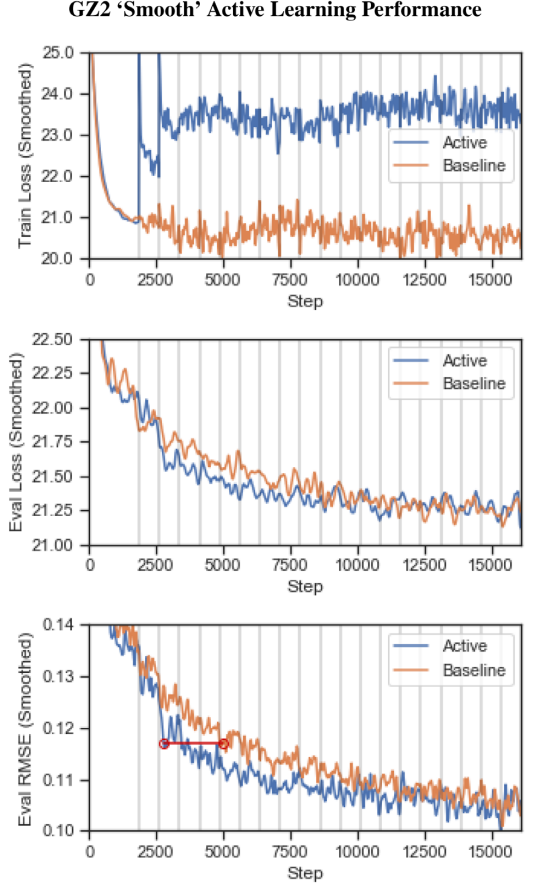 GZ2 ‘Smooth’ Active Learning Performance
25.0
24.0
23.0
22.0
21.0
20.0
Train Loss (Smoothed)
Active
Baseline
0 2500 5000 7500 10000 12500 15000
Step
22.50
22.25
22.00
21.75
21.50
21.25
21.00
Eval Loss (Smoothed)
Active
Baseline
0 2500 5000 7500 10000 12500 15000
Step
0.14
0.13
0.12
0.11
0.10
Eval RMSE (Smoothed)
Active
Baseline
0 2500 5000 7500 10000 12500 15000
Step